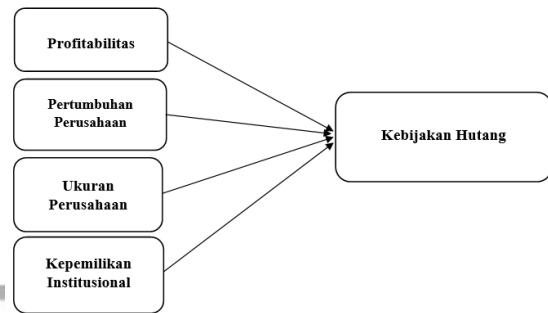 Profitabilitas
Pertumbuhan
Perusahaan
Ukuran
Perusahaan
Kepemilikan
Institusional
Kebijakan Hutang